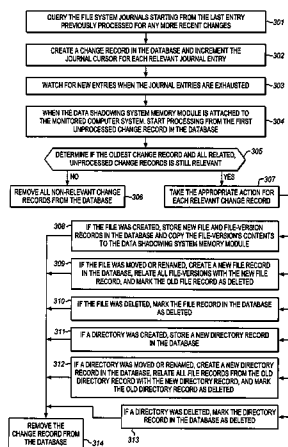 QUERY THE FILE SYSTEM JOURNALS STARTING FROM THE LAST ENTRY
PREVIOUSLY PROCESSED FOR ANY MORE RECENT CHANGES
301
CREATE A CHANGE RECORD IN THE DATABASE AND INCREMENT THE
JOURNAL CURSOR FOR EACH RELEVANT JOURNAL ENTRY
302
WATCH FOR NEW ENTRIES WHEN THE JOURNAL ENTRIES ARE EXHAUSTED
303
WHEN THE DATA SHADOWING SYSTEM MEMORY MODULE IS ATTACHED
TO THE MONITORED COMPUTER SYSTEM, START PROCESSING FROM THE FIRST
UNPROCESSED CHANGE RECORD IN THE DATABASE
304
305
DETERMINE IF THE OLDEST CHANGE RECORD AND ALL RELATED,
UNPROCESSED CHANGE RECORDS IS STILL RELEVANT
NO
YES
307
REMOVE ALL NON-RELEVANT CHANGE
RECORDS FROM THE DATABASE
306
TAKE THE APPROPRIATE ACTION FOR
EACH RELEVANT CHANGE RECORD
308
IF THE FILE WAS CREATED, STORE NEW FILE AND FILE-VERSION
RECORDS IN THE DATABASE AND COPY THE FILE-VERSION'S CONTENTS
TO THE DATA SHADOWING SYSTEM MEMORY MODULE
309
IF THE FILE WAS MOVED OR RENAMED, CREATE A NEW FILE RECORD
IN THE DATABASE, RELATE ALL FILE-VERSIONS WITH THE NEW FILE
RECORD, AND MARK THE OLD FILE RECORD AS DELETED
310
IF THE FILE WAS DELETED, MARK THE FILE RECORD IN THE DATABASE
AS DELETED
311
IF A DIRECTORY WAS CREATED, STORE A NEW DIRECTORY RECORD
IN THE DATABASE
312
IF A DIRECTORY WAS MOVED OR RENAMED, CREATE A NEW DIRECTORY
RECORD IN THE DATABASE, RELATE ALL FILE RECORDS FROM THE OLD
DIRECTORY RECORD WITH THE NEW DIRECTORY RECORD, AND MARK
THE OLD DIRECTORY RECORD AS DELETED
IF A DIRECTORY WAS DELETED, MARK THE DIRECTORY
RECORD IN THE DATABASE AS DELETED
313
REMOVE THE
CHANGE RECORD FROM
THE DATABASE
314